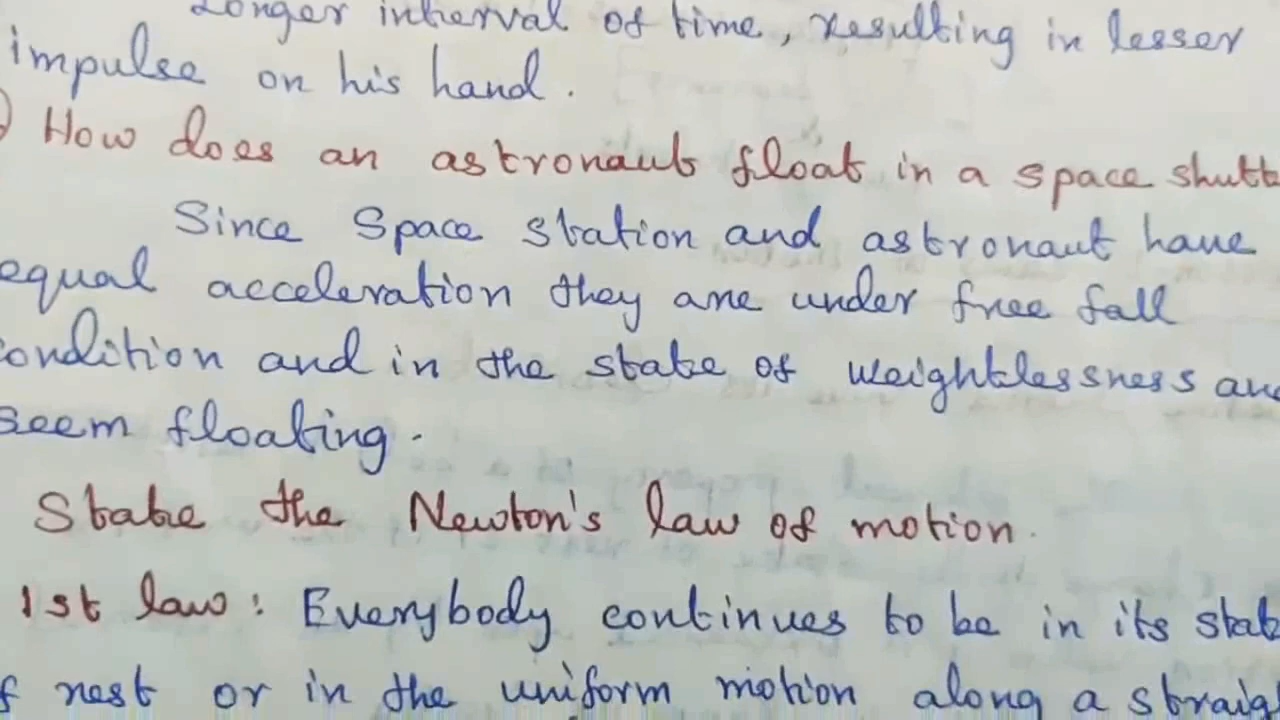 Longer interval of time, resulting in lesser
impulse on his hand.
) How does an astronaut float in a space shutt
Since Space station and astronaut have
equal acceleration they are under free fall
condition and in the state of weightlessness and
seem floating.
State the Newton's law of motion.
1st law: Everybody continues to be in its stat
of rest or in the uniform motion along a straig